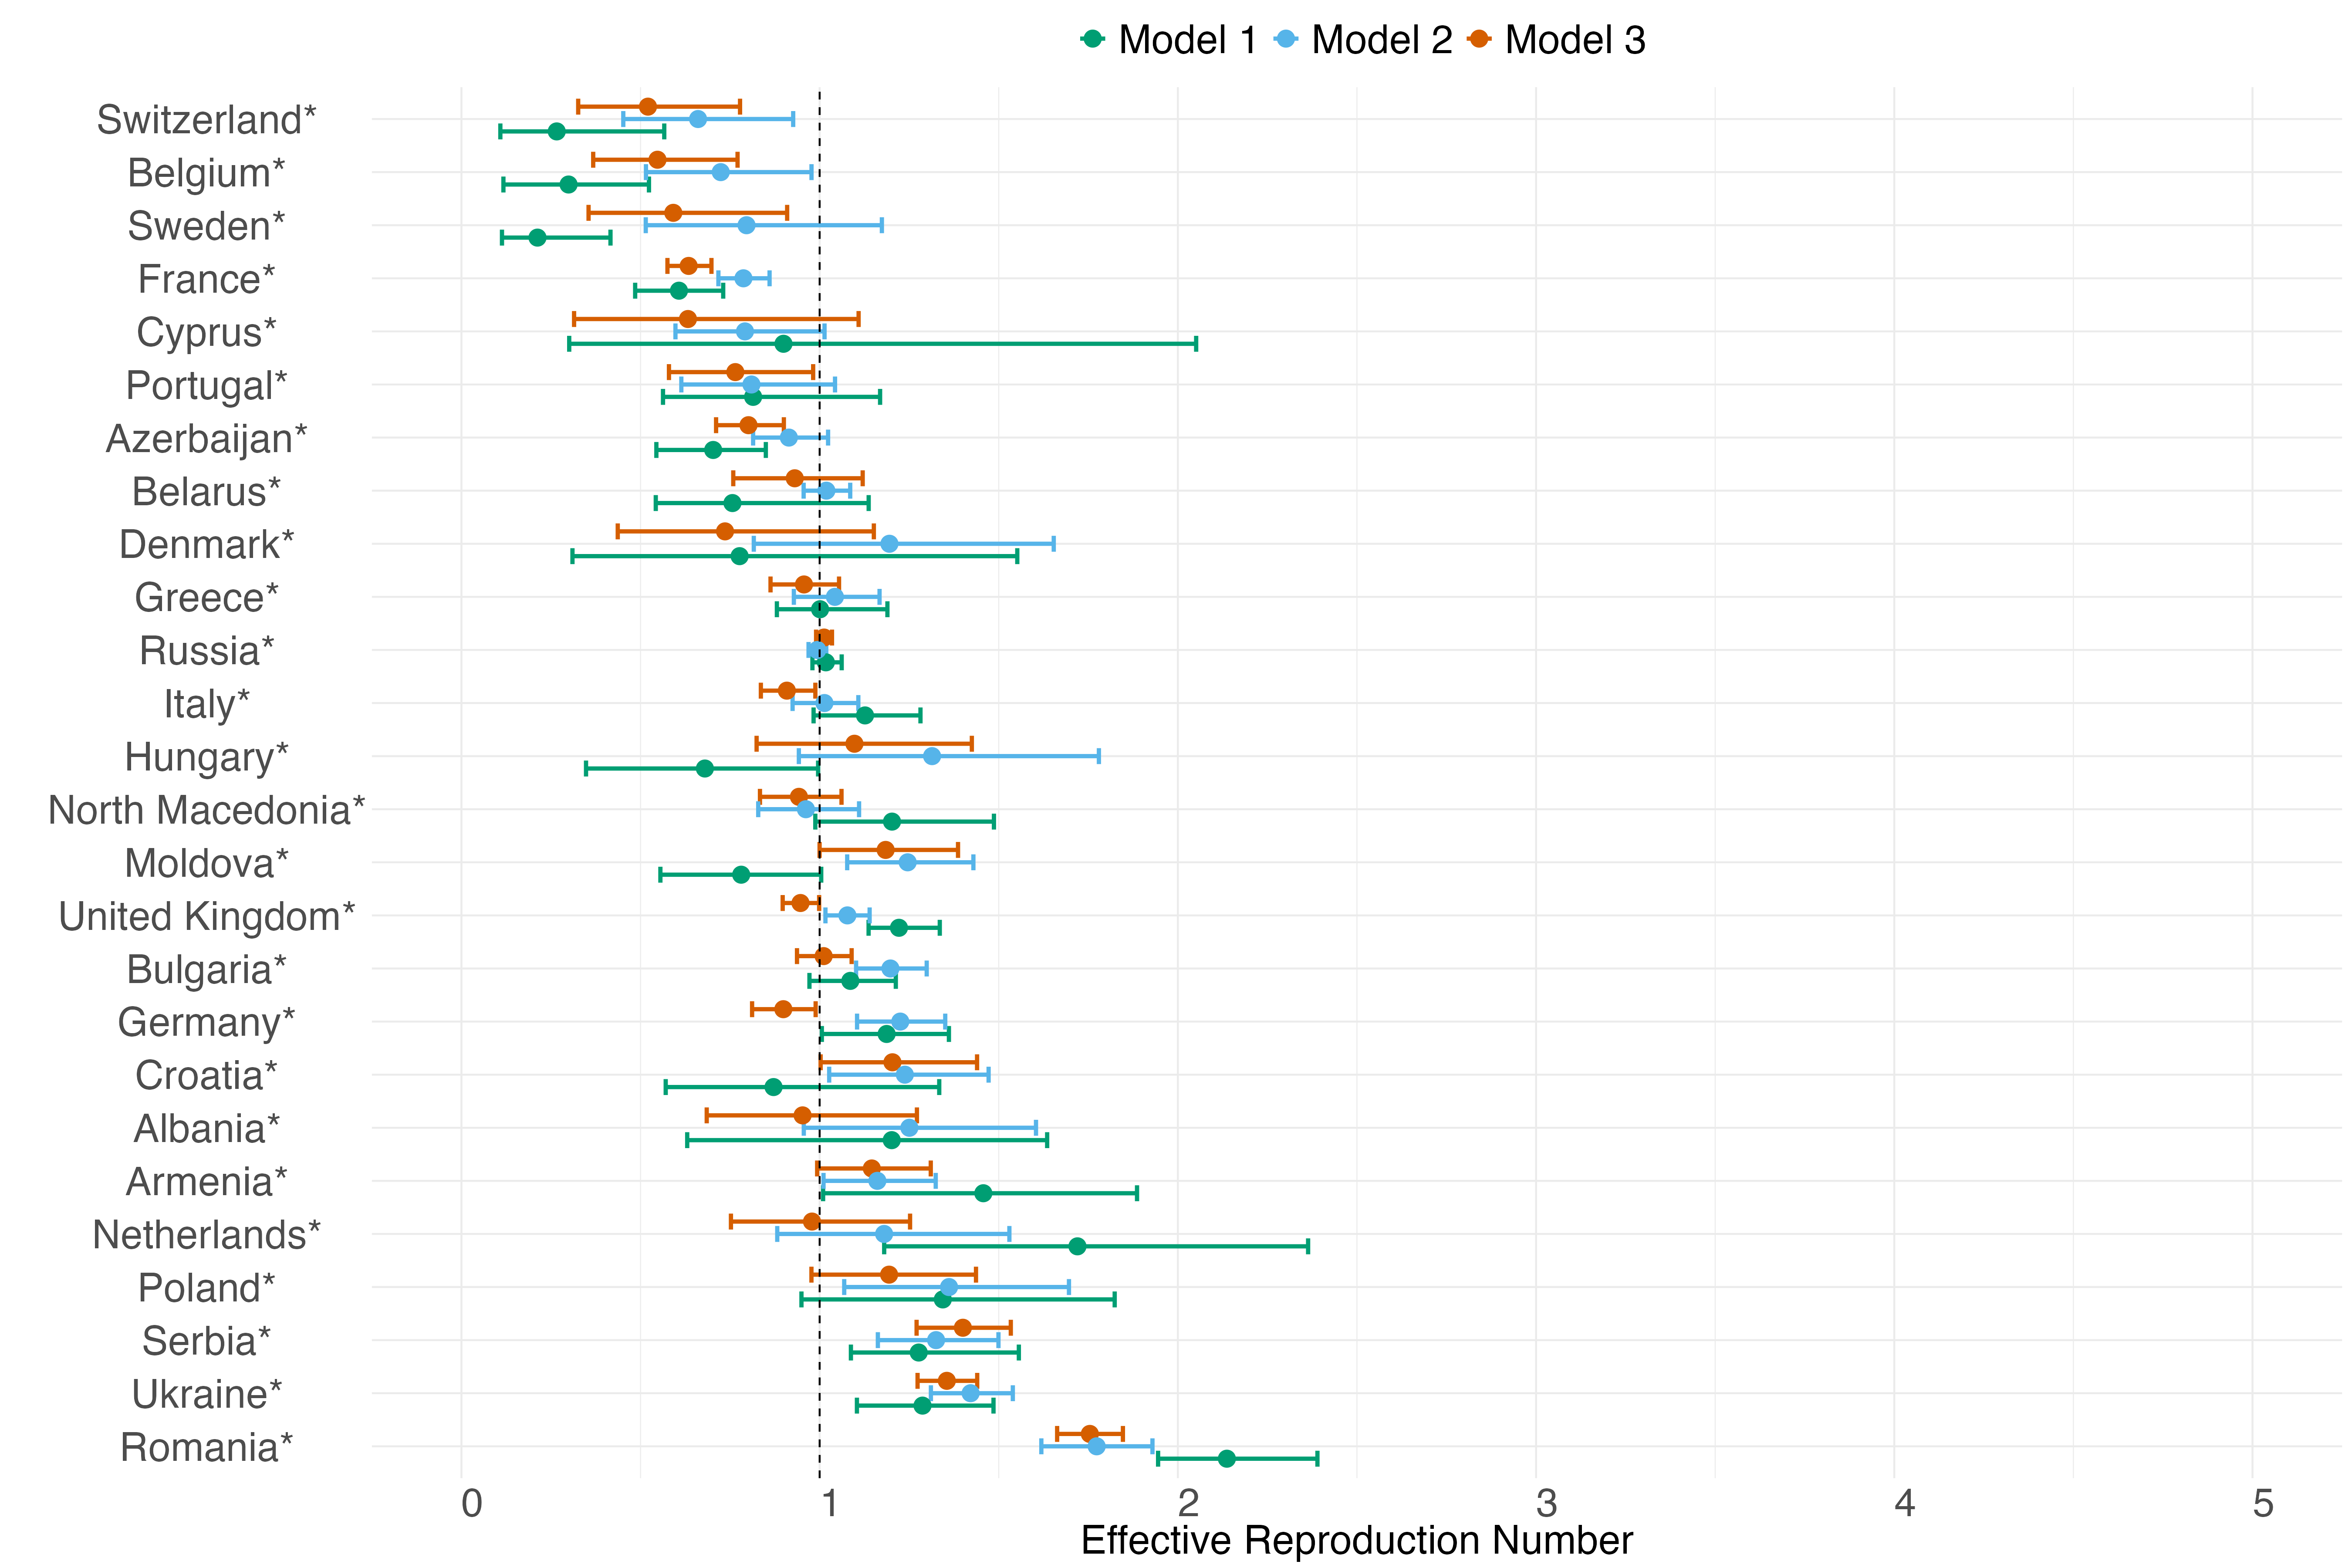 Model 1 Model 2 Model 3
Switzerland*
Belgium*
Sweden*
France*
Cyprus*
Portugal*
Azerbaijan*
Belarus*
Denmark*
Greece*
Russia*
Italy*
Hungary*
North Macedonia*
Moldova*
United Kingdom*
Bulgaria*
Germany*
Croatia*
Albania*
Armenia*
Netherlands*
Poland*
Serbia*
Ukraine*
Romania*
0 1 2 3 4 5
Effective Reproduction Number